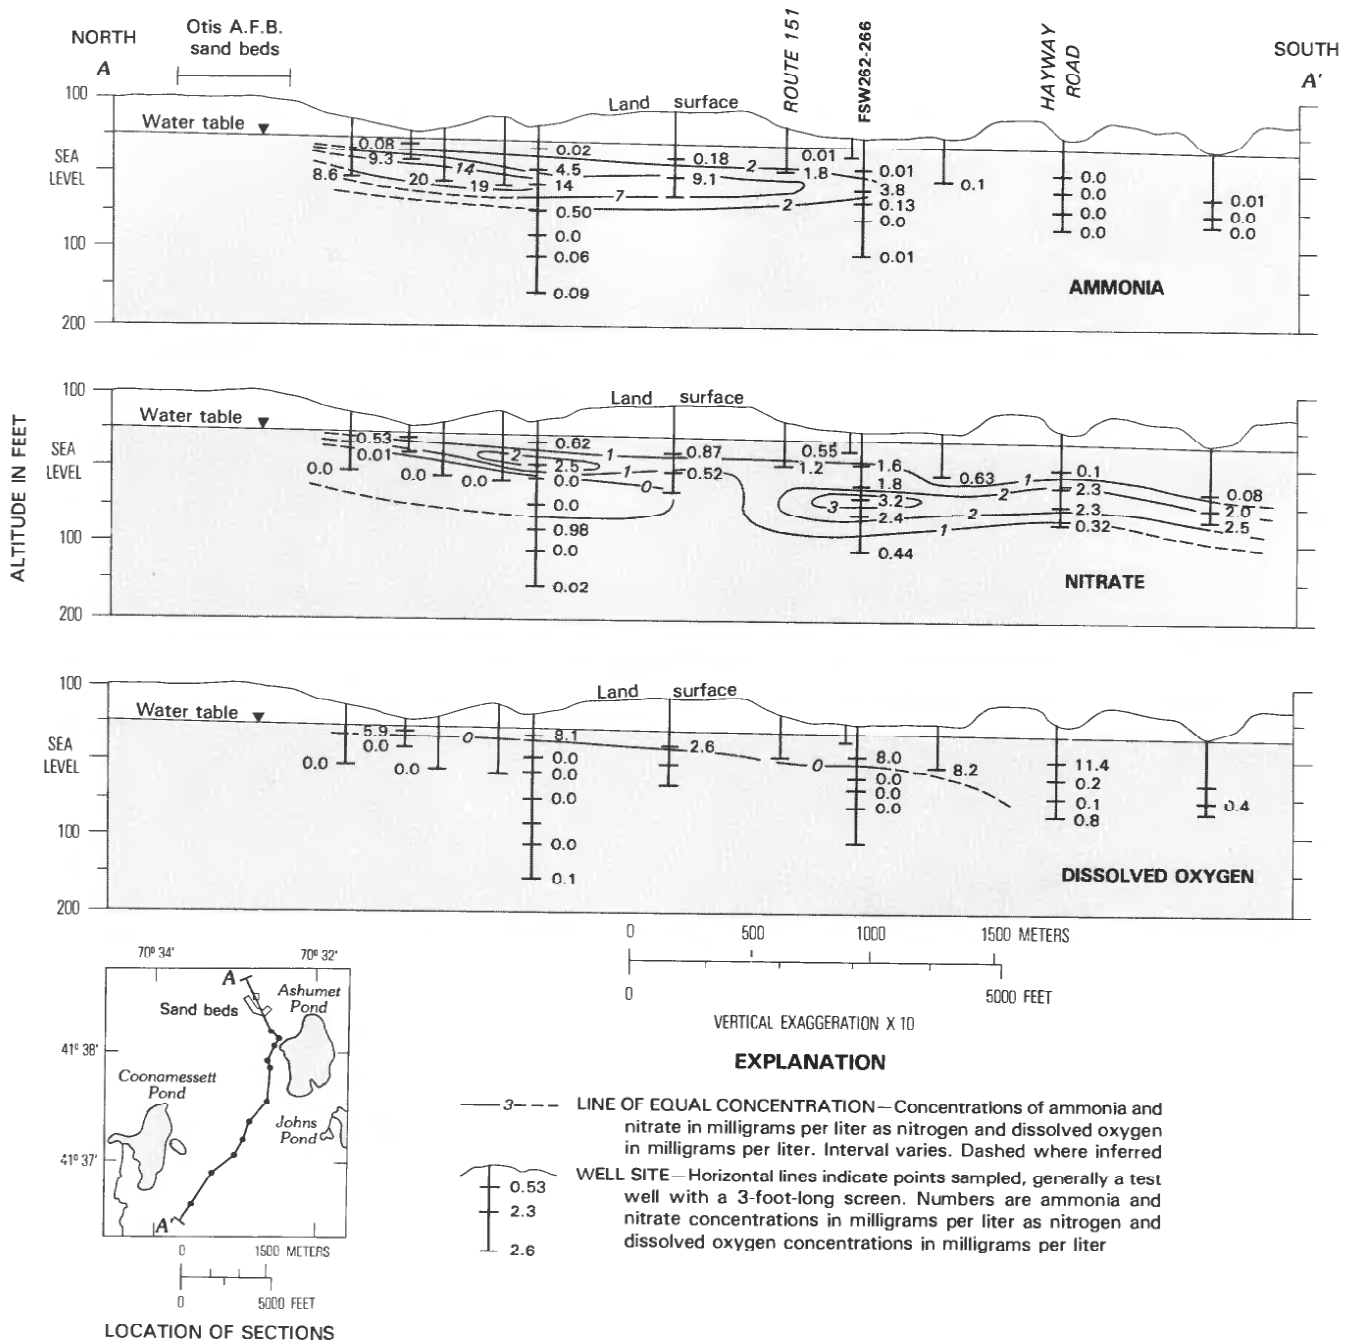 NORTH
A
Otis A.F.B.
sand beds
ROUTE 151
FSW262-266
HAYWAY
ROAD
SOUTH
A'
ALTITUDE IN FEET
100
SEA
LEVEL
100
200
Water table
Land surface
0.08
9.3
8.6
14
20
19
0.02
4.5
14
0.50
0.0
0.06
0.09
7
0.18
9.1
2
2
1.8
0.01
0.01
3.8
0.13
0.0
0.01
0.1
0.0
0.0
0.0
0.0
0.01
0.0
0.0
AMMONIA
100
SEA
LEVEL
100
200
Water table
Land surface
0.53
0.01
0.0
0.0
0.0
2
0.62
2.5
0.0
0.0
0.98
0.0
0.02
1
1
0
0.87
0.52
0.55
1.2
1.6
1.8
3
3.2
2.4
0.44
0.63
1
2
2
1
0.1
2.3
2.3
0.32
0.08
2.0
2.5
NITRATE
100
SEA
LEVEL
100
200
Water table
Land surface
5.9
0.0
0.0
0.0
0
8.1
0.0
0.0
0.0
0.0
0.1
2.6
0
8.0
0.0
0.0
0.0
8.2
11.4
0.2
0.1
0.8
0.4
DISSOLVED OXYGEN
0 500 1000 1500 METERS
0 5000 FEET
VERTICAL EXAGGERATION X 10
EXPLANATION
3 LINE OF EQUAL CONCENTRATION—Concentrations of ammonia and
nitrate in milligrams per liter as nitrogen and dissolved oxygen
in milligrams per liter. Interval varies. Dashed where inferred
0.53
2.3
2.6
WELL SITE—Horizontal lines indicate points sampled, generally a test
well with a 3-foot-long screen. Numbers are ammonia and
nitrate concentrations in milligrams per liter as nitrogen and
dissolved oxygen concentrations in milligrams per liter
70° 34' 70° 32'
A
Sand beds
Ashumet
Pond
41° 38'
Coonamessett
Pond
Johns
Pond
41° 37'
A'
0 1500 METERS
0 5000 FEET
LOCATION OF SECTIONS